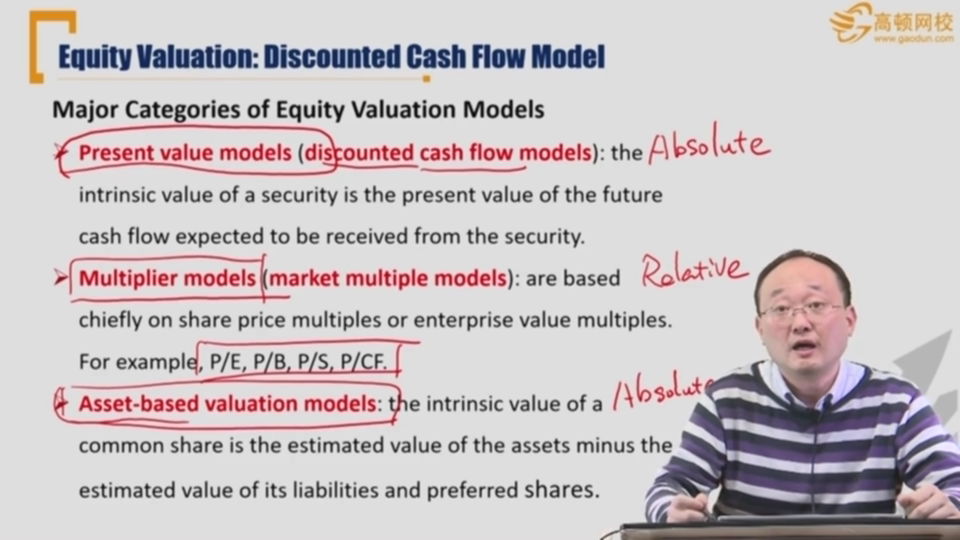 高顿网校
www.gaodun.com
Equity Valuation: Discounted Cash Flow Model
Major Categories of Equity Valuation Models
Present value models (discounted cash flow models): the Absolute
intrinsic value of a security is the present value of the future
cash flow expected to be received from the security.
Multiplier models (market multiple models): are based Relative
chiefly on share price multiples or enterprise value multiples.
For example, P/E, P/B, P/S, P/CF.
Asset-based valuation models: the intrinsic value of a Absolute
common share is the estimated value of the assets minus the
estimated value of its liabilities and preferred shares.